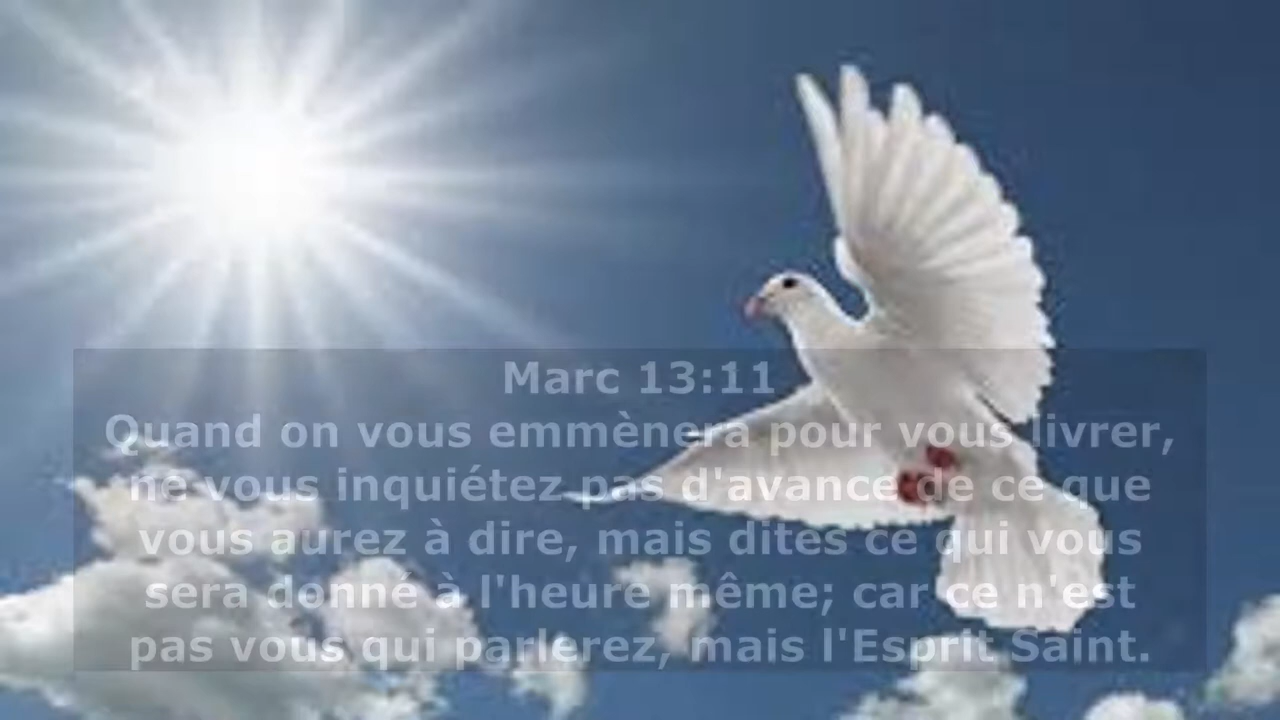 Marc 13:11
Quand on vous emmènera pour vous livrer,
ne vous inquiétez pas d'avance de ce que
vous aurez à dire, mais dites ce qui vous
sera donné à l'heure même; car ce n'est
pas vous qui parlerez, mais l'Esprit Saint.